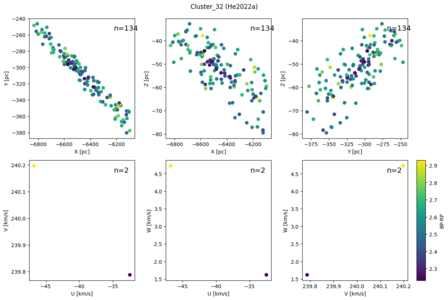 Cluster_32 (He2022a)
n=134
n=134
n=134
−240
−260
−280
−300
−320
−340
−360
−380
Y [pc]
−6800 −6600 −6400 −6200
X [pc]
−40
−50
−60
−70
−80
Z [pc]
−6800 −6600 −6400 −6200
X [pc]
−40
−50
−60
−70
−80
Z [pc]
−375 −350 −325 −300 −275 −250
Y [pc]
n=2
n=2
n=2
240.2
240.1
240.0
239.9
239.8
V [km/s]
−45 −40 −35
U [km/s]
4.5
4.0
3.5
3.0
2.5
2.0
1.5
W [km/s]
−45 −40 −35
U [km/s]
4.5
4.0
3.5
3.0
2.5
2.0
1.5
W [km/s]
239.8 239.9 240.0 240.1 240.2
V [km/s]
2.9
2.8
2.7
2.6
2.5
2.4
2.3
BP-RP